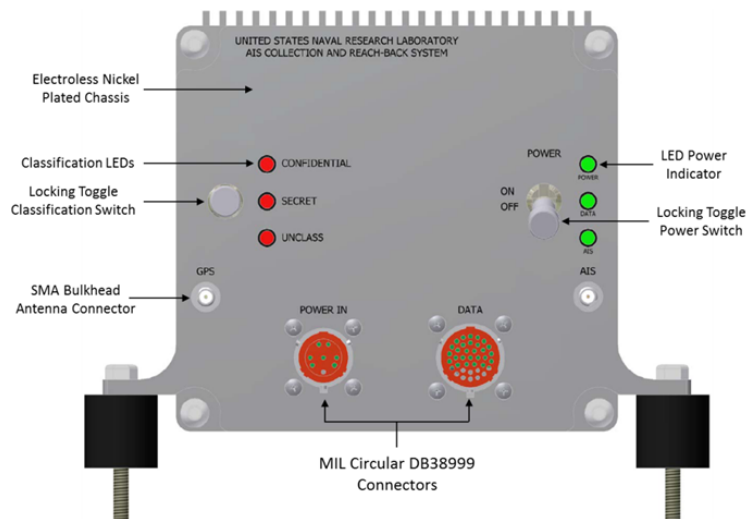 UNITED STATES NAVAL RESEARCH LABORATORY
AIS COLLECTION AND REACH-BACK SYSTEM
Electroless Nickel
Plated Chassis
Classification LEDs
CONFIDENTIAL
POWER
POWER
LED Power
Indicator
Locking Toggle
Classification Switch
SECRET
ON
OFF
DATA
Locking Toggle
Power Switch
UNCLASS
AIS
GPS
AIS
SMA Bulkhead
Antenna Connector
POWER IN
DATA
MIL Circular DB38999
Connectors